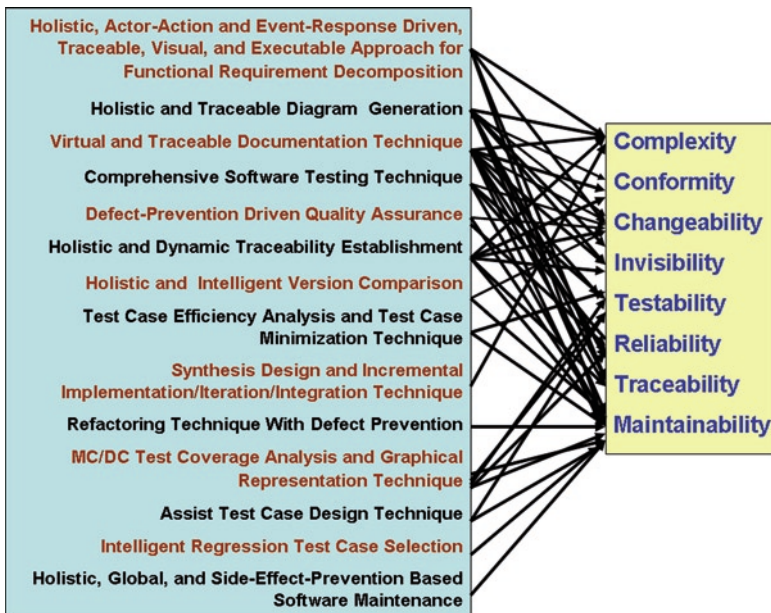 Holistic, Actor-Action and Event-Response Driven,
Traceable, Visual, and Executable Approach for
Functional Requirement Decomposition
Holistic and Traceable Diagram Generation
Virtual and Traceable Documentation Technique
Comprehensive Software Testing Technique
Defect-Prevention Driven Quality Assurance
Holistic and Dynamic Traceability Establishment
Holistic and Intelligent Version Comparison
Test Case Efficiency Analysis and Test Case
Minimization Technique
Synthesis Design and Incremental
Implementation/Iteration/Integration Technique
Refactoring Technique With Defect Prevention
MC/DC Test Coverage Analysis and Graphical
Representation Technique
Assist Test Case Design Technique
Intelligent Regression Test Case Selection
Holistic, Global, and Side-Effect-Prevention Based
Software Maintenance
Complexity
Conformity
Changeability
Invisibility
Testability
Reliability
Traceability
Maintainability